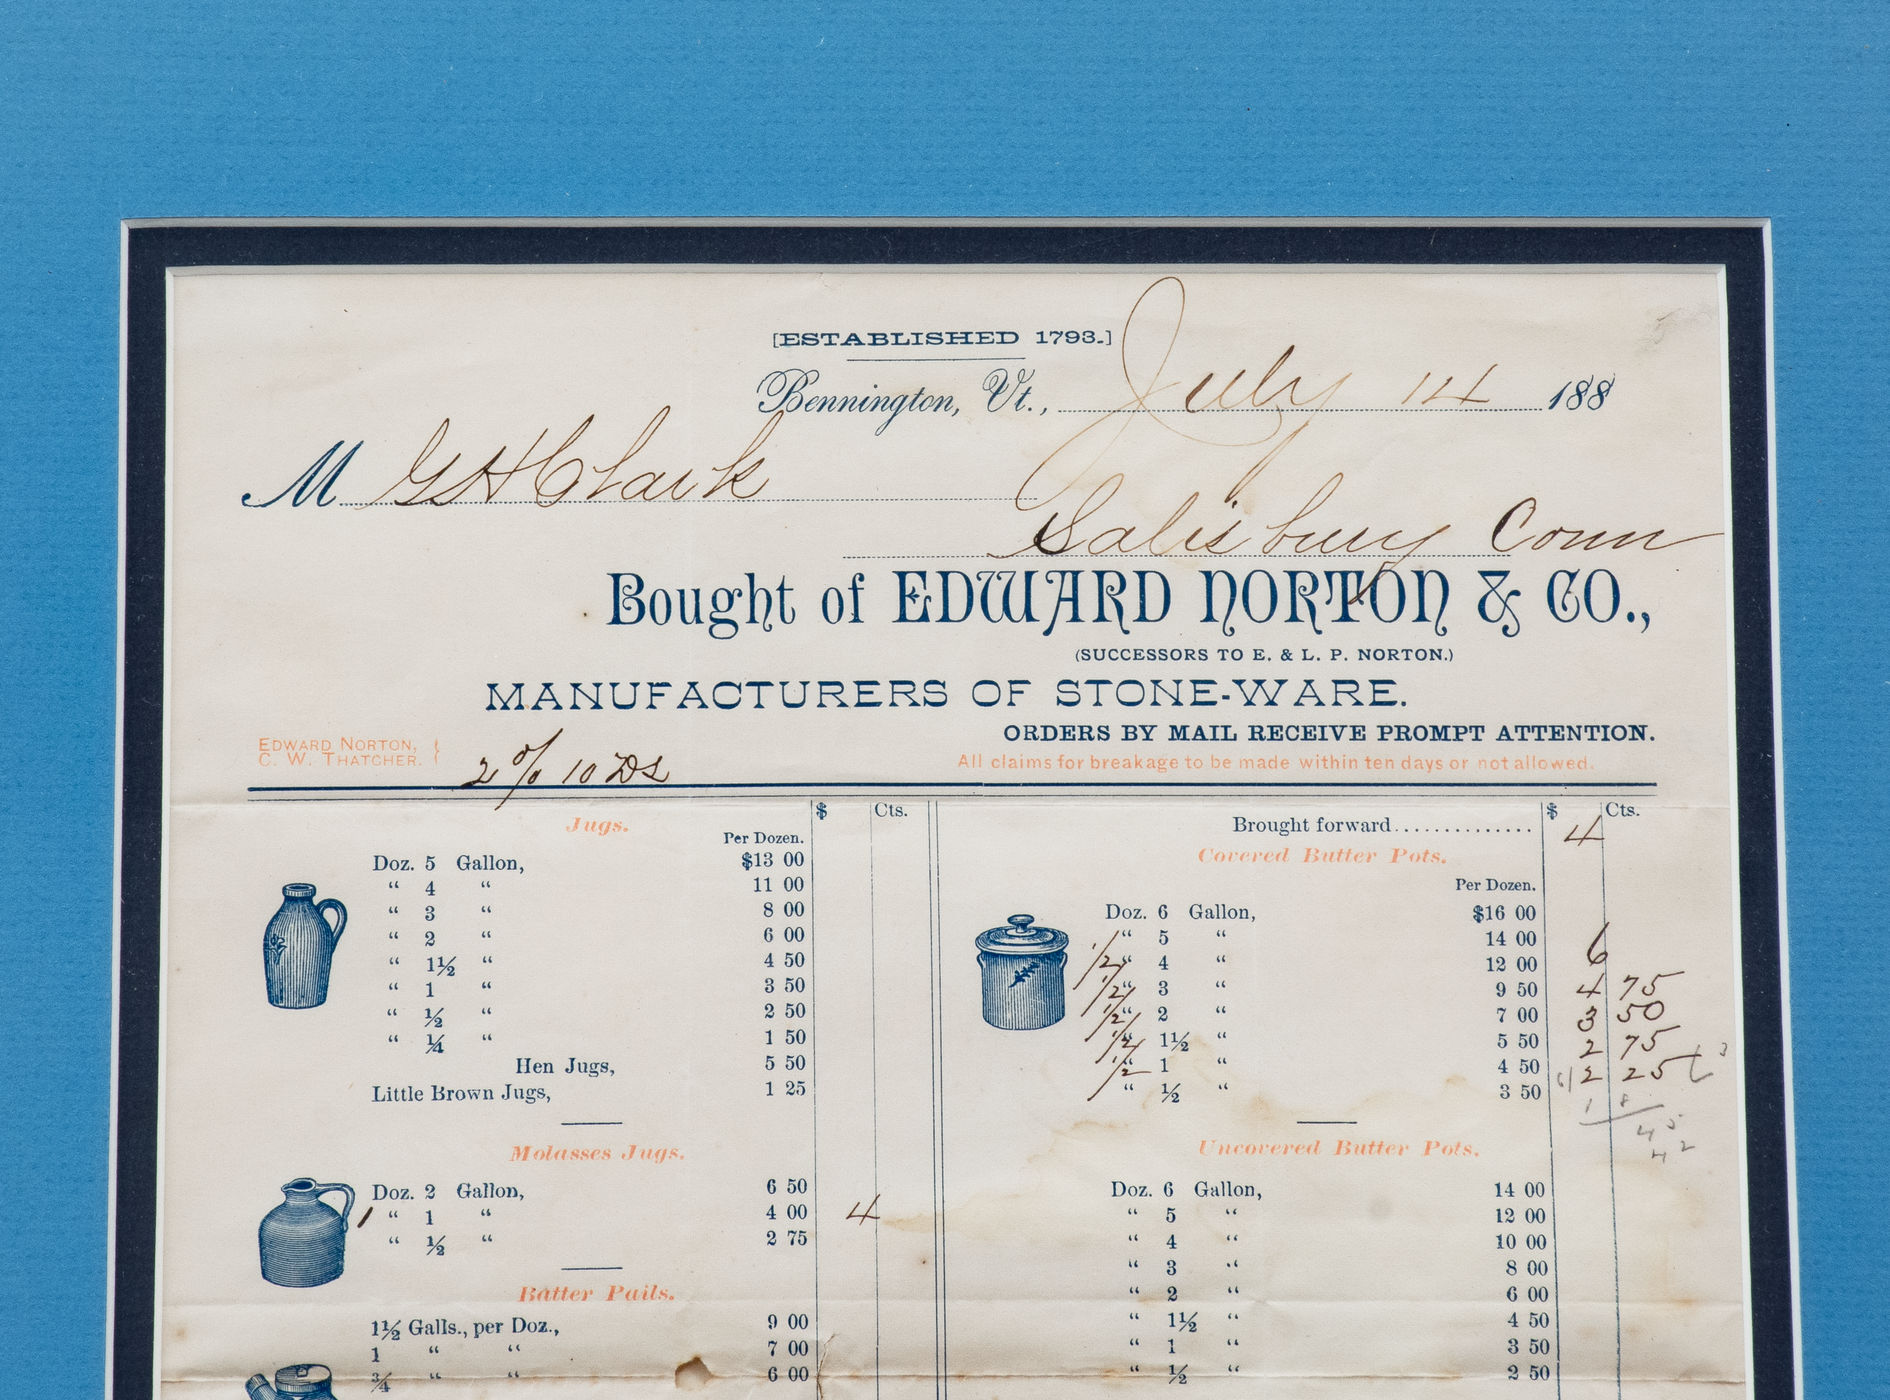 [ESTABLISHED 1793.]
Bennington, Vt., July 14 188
M G H Clark
Salisbury Conn
Bought of EDWARD NORTON & CO.,
(SUCCESSORS TO E. & L. P. NORTON.)
MANUFACTURERS OF STONE-WARE.
ORDERS BY MAIL RECEIVE PROMPT ATTENTION.
EDWARD NORTON,
C. W. THATCHER.
2% 10 Ds
All claims for breakage to be made within ten days or not allowed.
$ Cts.
Jugs.
Per Dozen.
Doz. 5 Gallon, $13 00
“ 4 “ 11 00
“ 3 “ 8 00
“ 2 “ 6 00
“ 1½ “ 4 50
“ 1 “ 3 50
“ ½ “ 2 50
“ ¼ “ 1 50
Hen Jugs, 5 50
Little Brown Jugs, 1 25
Molasses Jugs.
Doz. 2 Gallon, 6 50
1 “ 1 “ 4 00 4
“ ½ “ 2 75
Batter Pails.
1½ Galls., per Doz., 9 00
1 “ “ 7 00
¾ “ “ 6 00
$ Cts.
Brought forward.............. 4
Covered Butter Pots.
Per Dozen.
Doz. 6 Gallon, $16 00
“ 5 “ 14 00
1/2 “ 4 “ 12 00 6
1/2 “ 3 “ 9 50 4 75
1/2 “ 2 “ 7 00 3 50
1/2 “ 1½ “ 5 50 2 75
1/2 “ 1 “ 4 50 2 25
“ ½ “ 3 50
Uncovered Butter Pots.
Doz. 6 Gallon, 14 00
“ 5 “ 12 00
“ 4 “ 10 00
“ 3 “ 8 00
“ 2 “ 6 00
“ 1½ “ 4 50
“ 1 “ 3 50
“ ½ “ 2 50